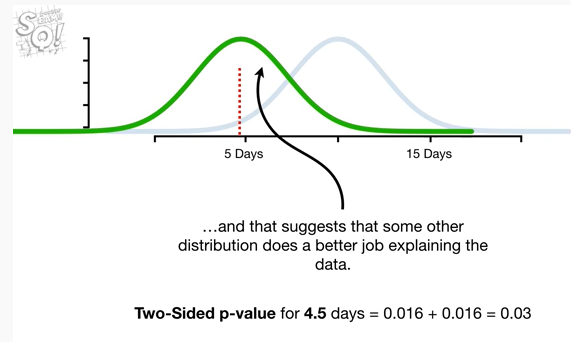 StatQuest!
5 Days
15 Days
…and that suggests that some other
distribution does a better job explaining the
data.
Two-Sided p-value for 4.5 days = 0.016 + 0.016 = 0.03